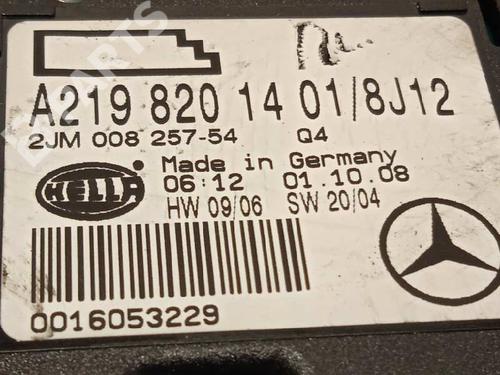 A219 820 14 01/8J12
2JM 008 257-54 Q4
Made in Germany
HELLA
06:12 01.10.08
HW 09/06 SW 20/04
0016053229